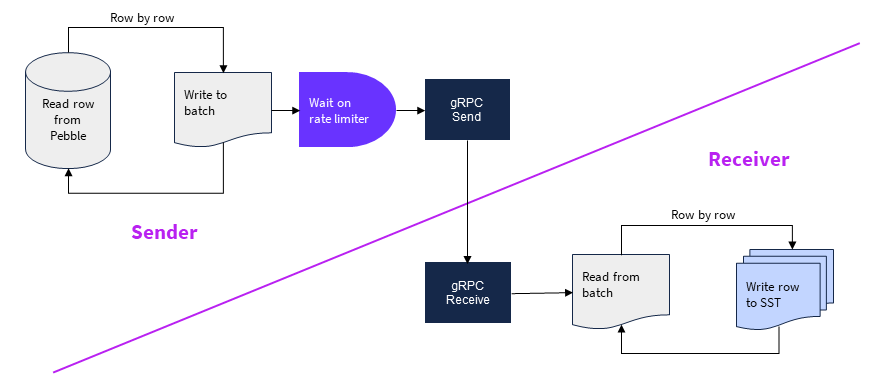 Row by row
Read row
from
Pebble
Write to
batch
Wait on
rate limiter
gRPC
Send
Receiver
Sender
Row by row
gRPC
Receive
Read from
batch
Write row
to SST